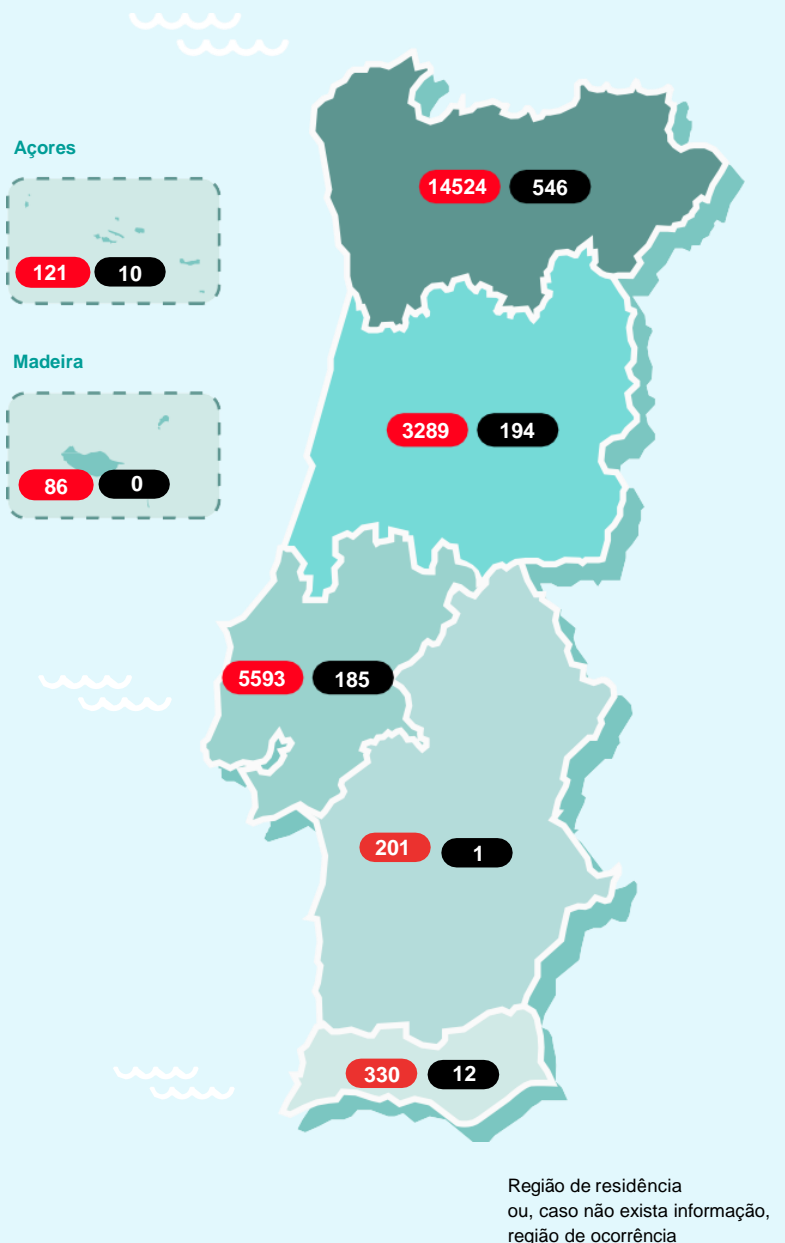 14524 546
Açores
121 10
Madeira
3289 194
86 0
5593 185
201 1
330 12
Região de residência
ou, caso não exista informação,
região de ocorrência